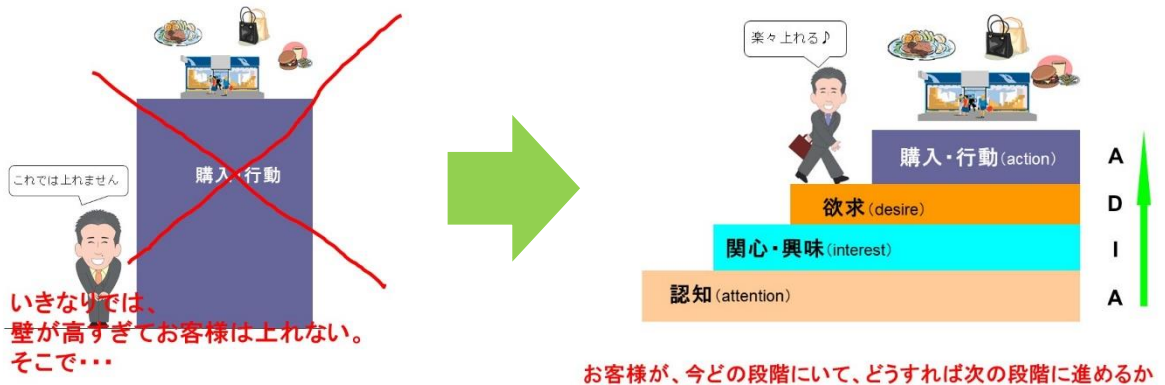 これでは上れません
購入・行動
いきなりでは、
壁が高すぎてお客様は上れない。
そこで・・・
楽々上れる♪
購入・行動(action)
A
欲求(desire)
D
関心・興味(interest)
I
認知(attention)
A
お客様が、今どの段階にいて、どうすれば次の段階に進めるか